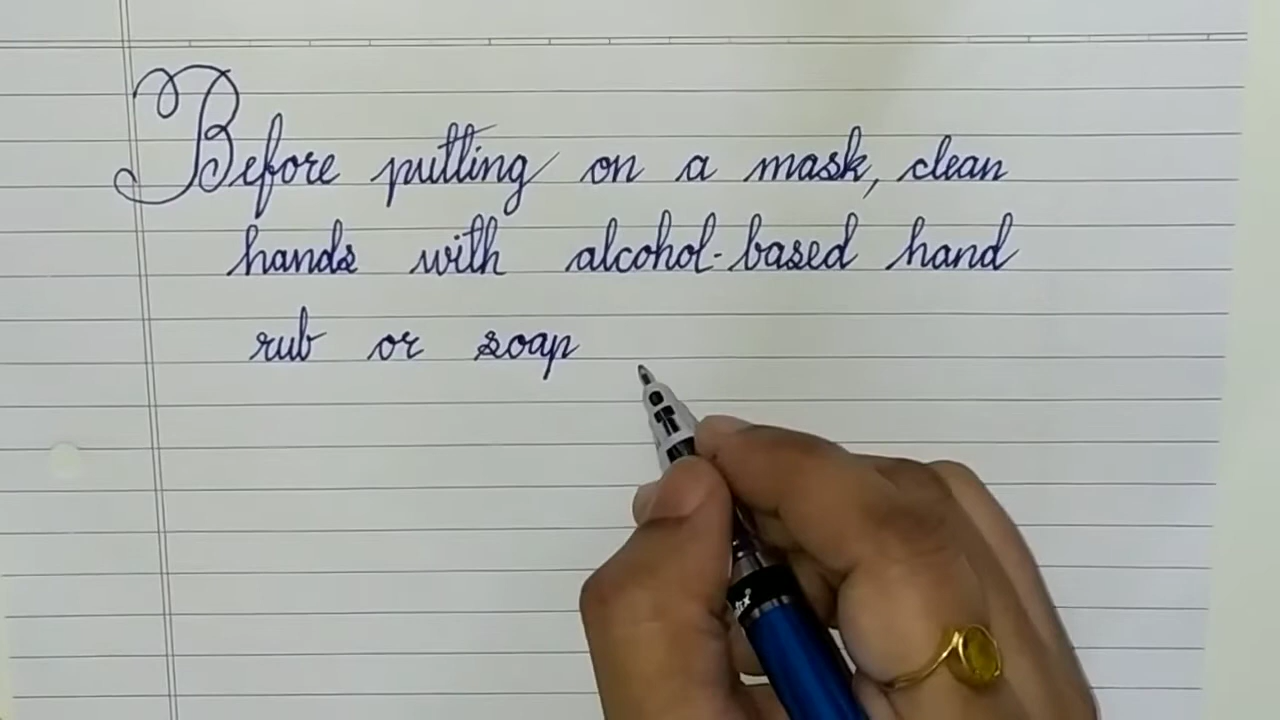 Before putting on a mask, clean
hands with alcohol-based hand
rub or soap